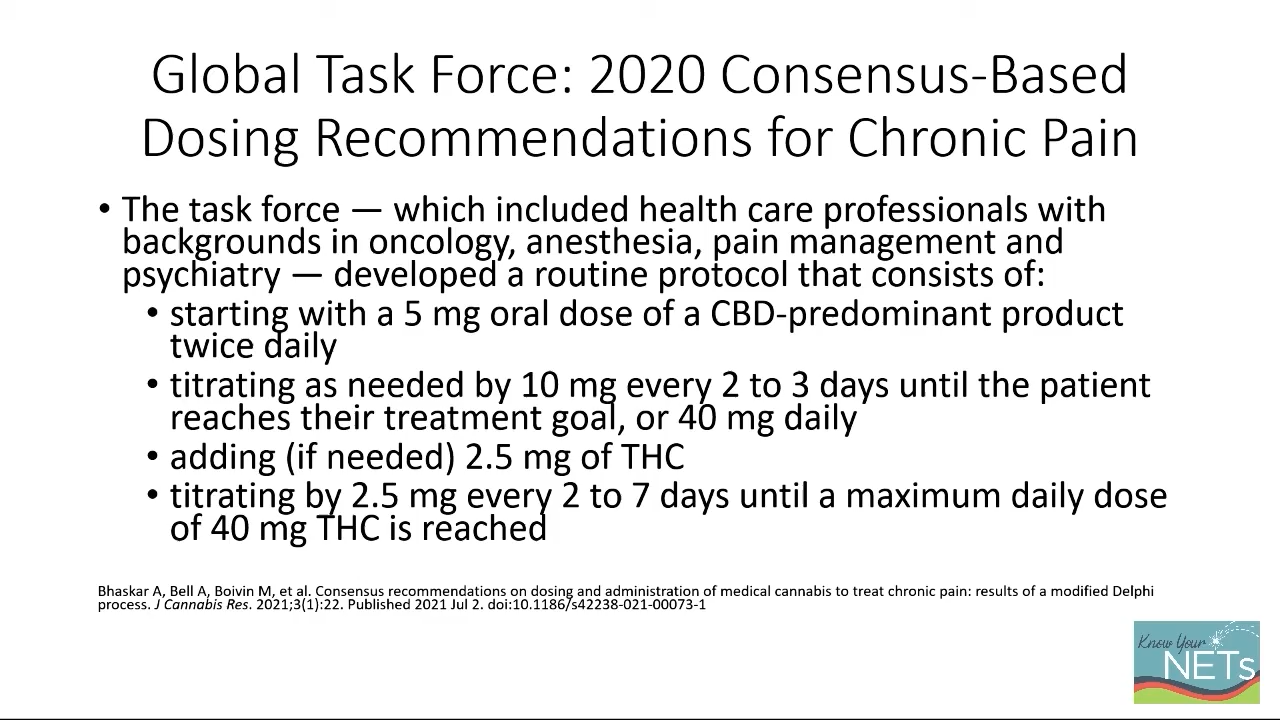 Global Task Force: 2020 Consensus-Based
Dosing Recommendations for Chronic Pain
• The task force — which included health care professionals with
backgrounds in oncology, anesthesia, pain management and
psychiatry — developed a routine protocol that consists of:
• starting with a 5 mg oral dose of a CBD-predominant product
twice daily
• titrating as needed by 10 mg every 2 to 3 days until the patient
reaches their treatment goal, or 40 mg daily
• adding (if needed) 2.5 mg of THC
• titrating by 2.5 mg every 2 to 7 days until a maximum daily dose
of 40 mg THC is reached
Bhaskar A, Bell A, Boivin M, et al. Consensus recommendations on dosing and administration of medical cannabis to treat chronic pain: results of a modified Delphi
process. J Cannabis Res. 2021;3(1):22. Published 2021 Jul 2. doi:10.1186/s42238-021-00073-1
Know Your
NETs